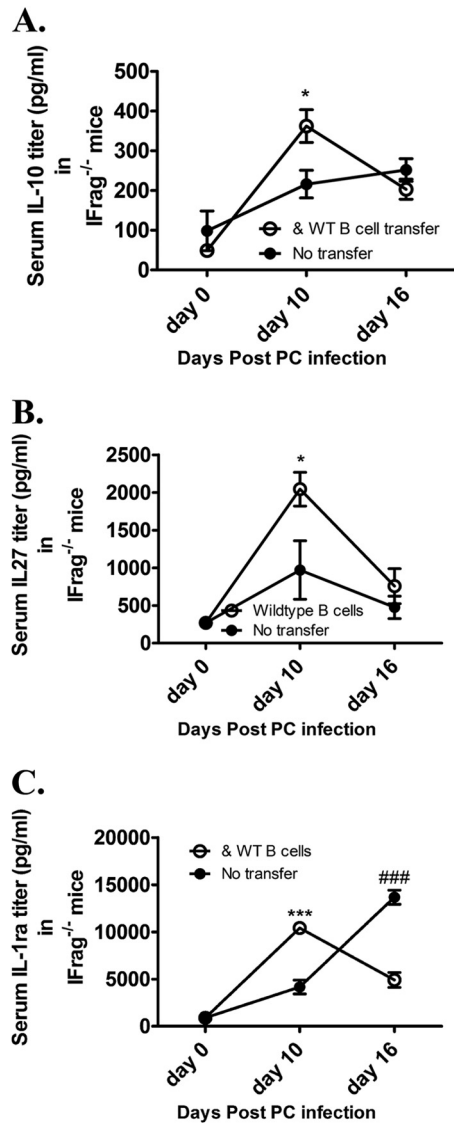 A.
Serum IL-10 titer (pg/ml)
in
IFrag-/- mice
500
400
300
200
100
0
*
& WT B cell transfer
No transfer
day 0
day 10
day 16
Days Post PC infection
B.
Serum IL27 titer (pg/ml)
in
IFrag-/- mice
2500
2000
1500
1000
500
0
*
Wildtype B cells
No transfer
day 0
day 10
day 16
Days Post PC infection
C.
Serum IL-1ra titer (pg/ml)
in
IFrag-/- mice
20000
15000
10000
5000
0
& WT B cells
No transfer
***
###
day 0
day 10
day 16
Days Post PC infection